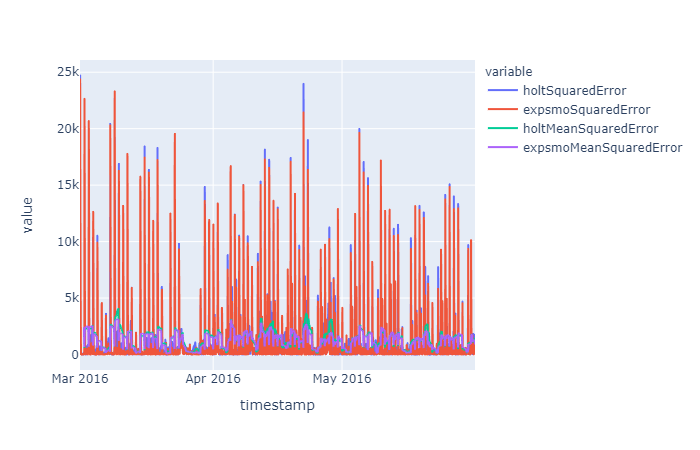 25k
20k
15k
10k
5k
0
value
Mar 2016
Apr 2016
May 2016
timestamp
variable
holtSquaredError
expsmoSquaredError
holtMeanSquaredError
expsmoMeanSquaredError